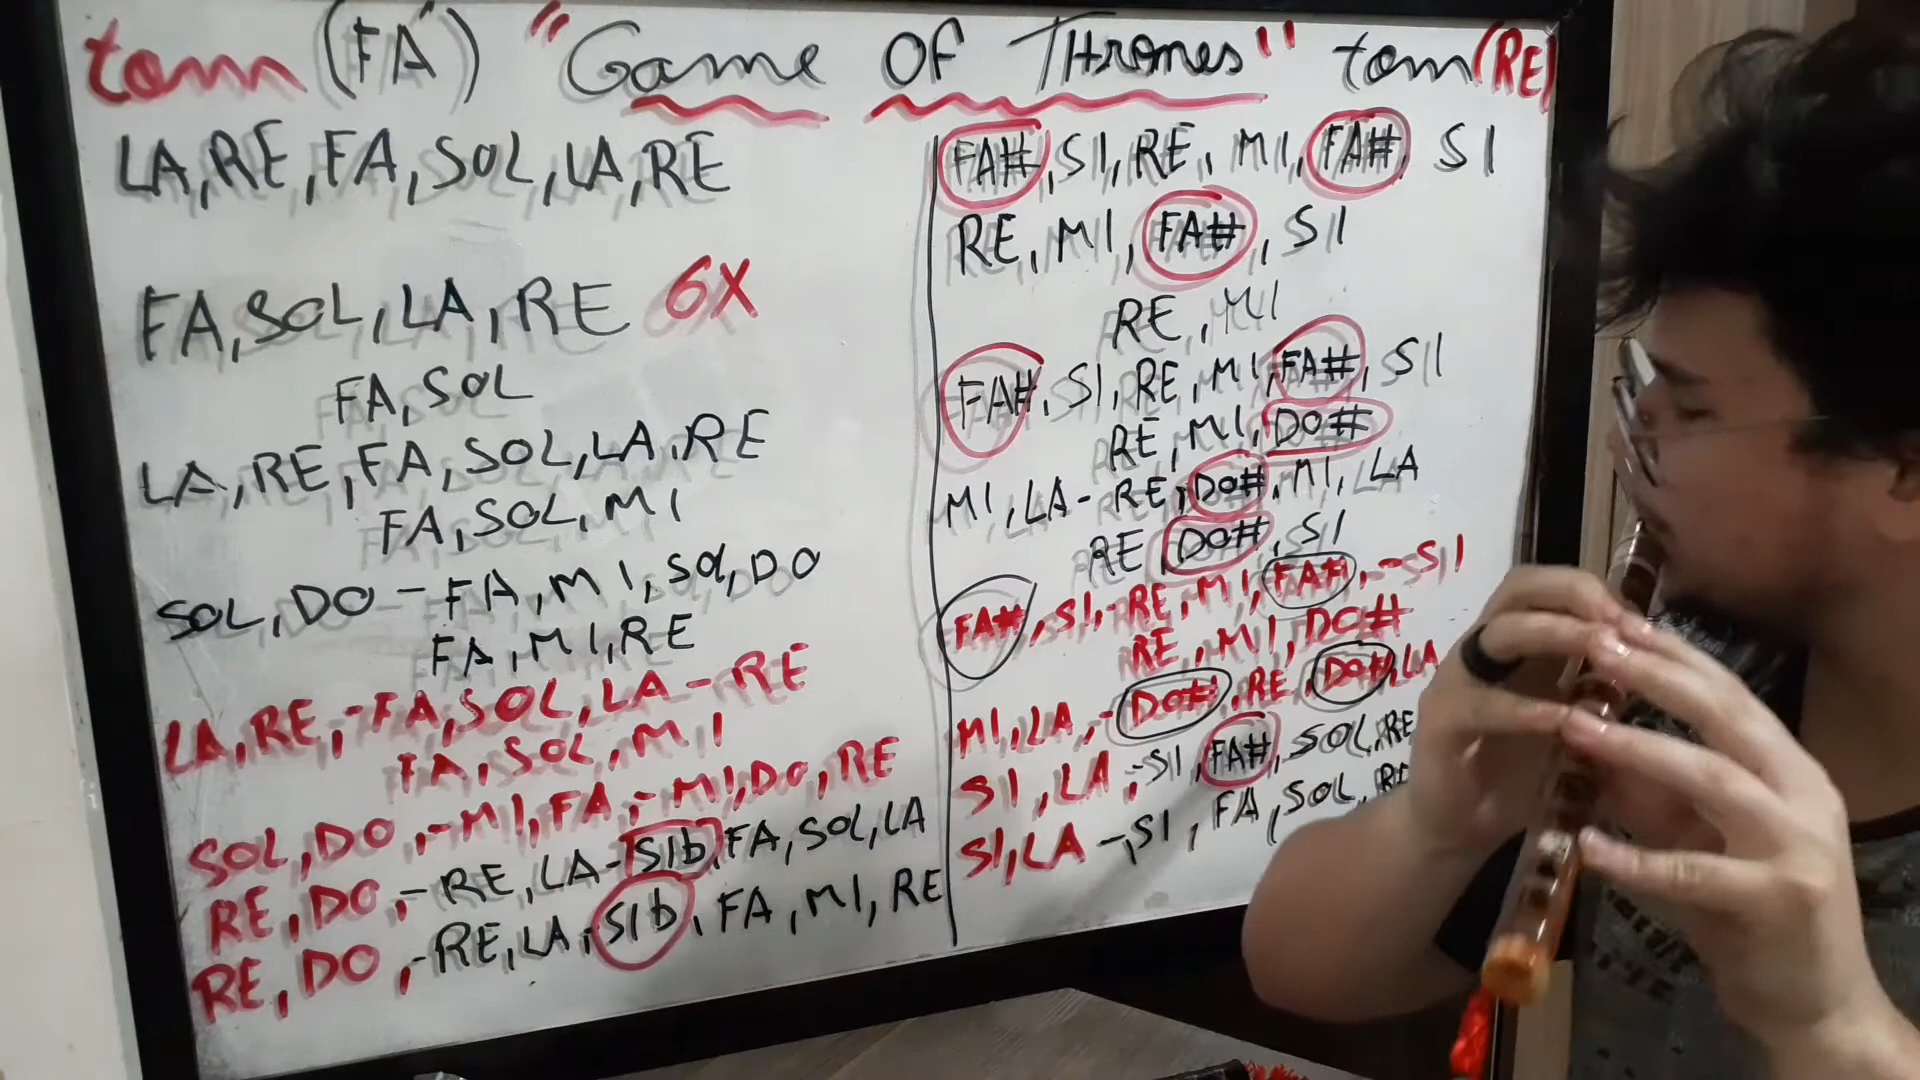 tom (FÁ) "Game OF THrones" tom (RE)
LA, RE, FA, SOL, LA, RE
FA, SOL, LA, RE 6X
FA, SOL
LA, RE, FA, SOL, LA, RE
FA, SOL, MI
SOL, DO - FA, MI, Sol, DO
FA, MI, RE
LA, RE, - FA, SOL, LA - RE
FA, SOL, MI
SOL, DO, - MI, FA, - MI, DO, RE
RE, DO, - RE, LA - SIb, FA, SOL, LA
RE, DO, - RE, LA, - SIb, FA, MI, RE
FA#, SI, RE, MI, FA#, SI
RE, MI, FA#, SI
RE, MI
FA#, SI, RE, MI, FA#, SI
RE, MI, DO#
MI, LA - RE, DO#, MI, LA
RE, DO#, SI
FA#, SI, - RE, MI, FA#, - SI
RE, MI, DO#
MI, LA, - DO#, RE, DO#, LA
SI, LA, - SI, FA#, SOL, RE
SI, LA -, SI, FA, SOL,